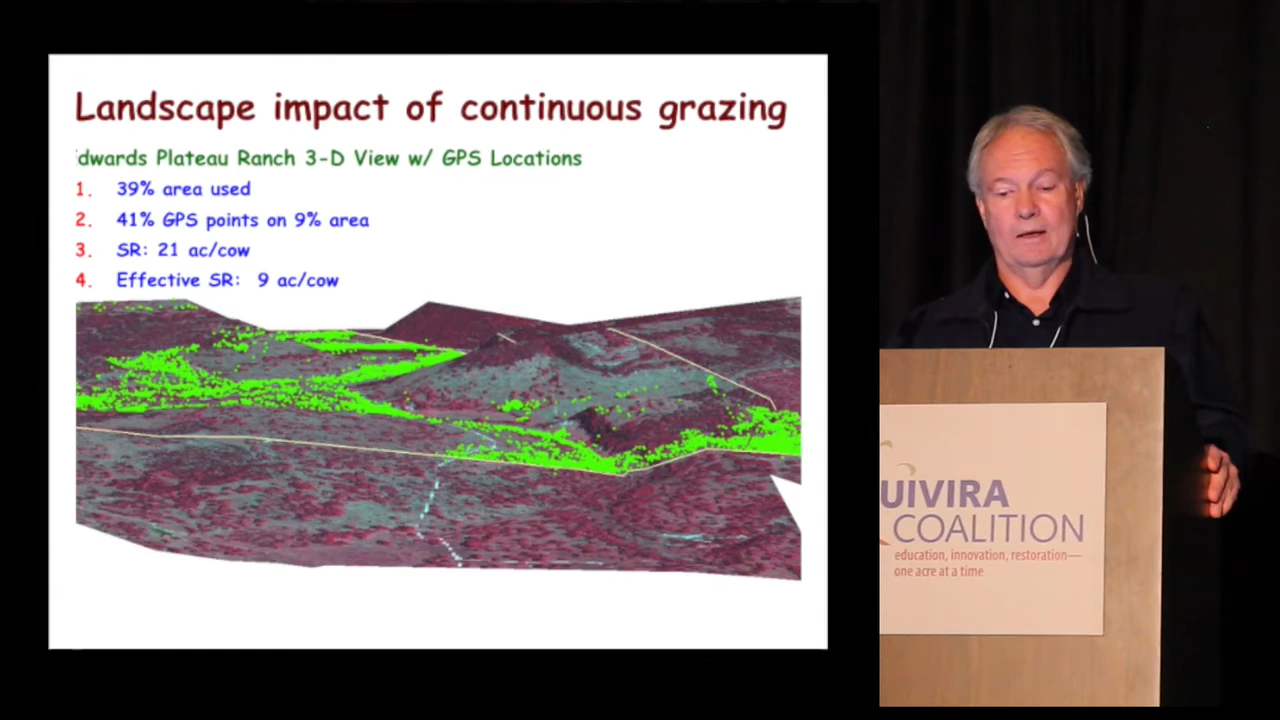 Landscape impact of continuous grazing
dwards Plateau Ranch 3-D View w/ GPS Locations
1. 39% area used
2. 41% GPS points on 9% area
3. SR: 21 ac/cow
4. Effective SR: 9 ac/cow
UIVIRA
COALITION
education, innovation, restoration—
one acre at a time